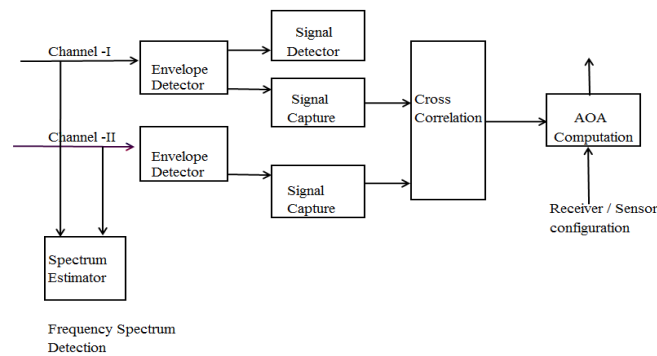 Channel -I
Signal
Detector
Envelope
Detector
Signal
Capture
Cross
Correlation
AOA
Computation
Channel -II
Envelope
Detector
Signal
Capture
Receiver / Sensor
configuration
Spectrum
Estimator
Frequency Spectrum
Detection